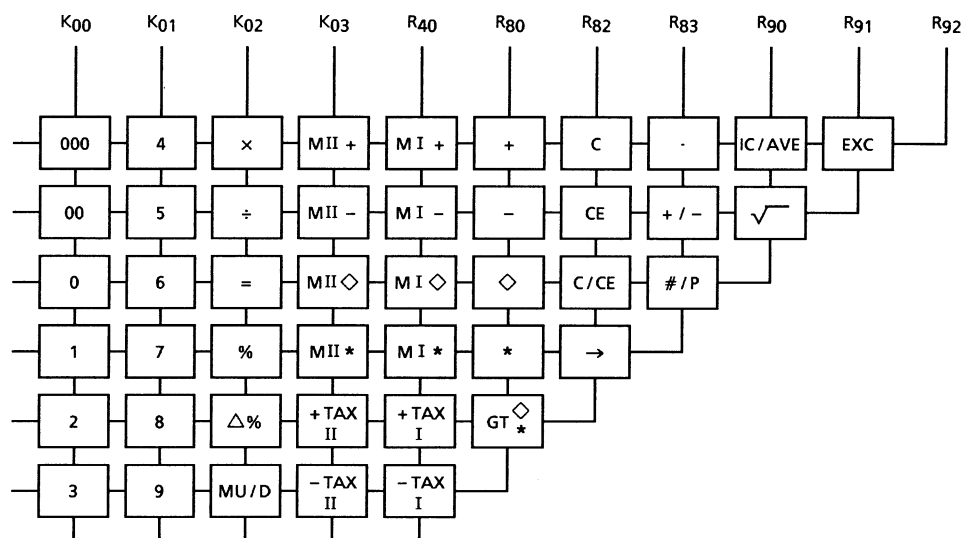 K00 K01 K02 K03 R40 R80 R82 R83 R90 R91 R92
000 4 × MII + MI + + C · IC/AVE EXC
00 5 ÷ MII − MI − − CE +/− √
0 6 = MII ◇ MI ◇ ◇ C/CE #/P
1 7 % MII * MI * * →
2 8 △% +TAX II +TAX I GT ◇ *
3 9 MU/D −TAX II −TAX I